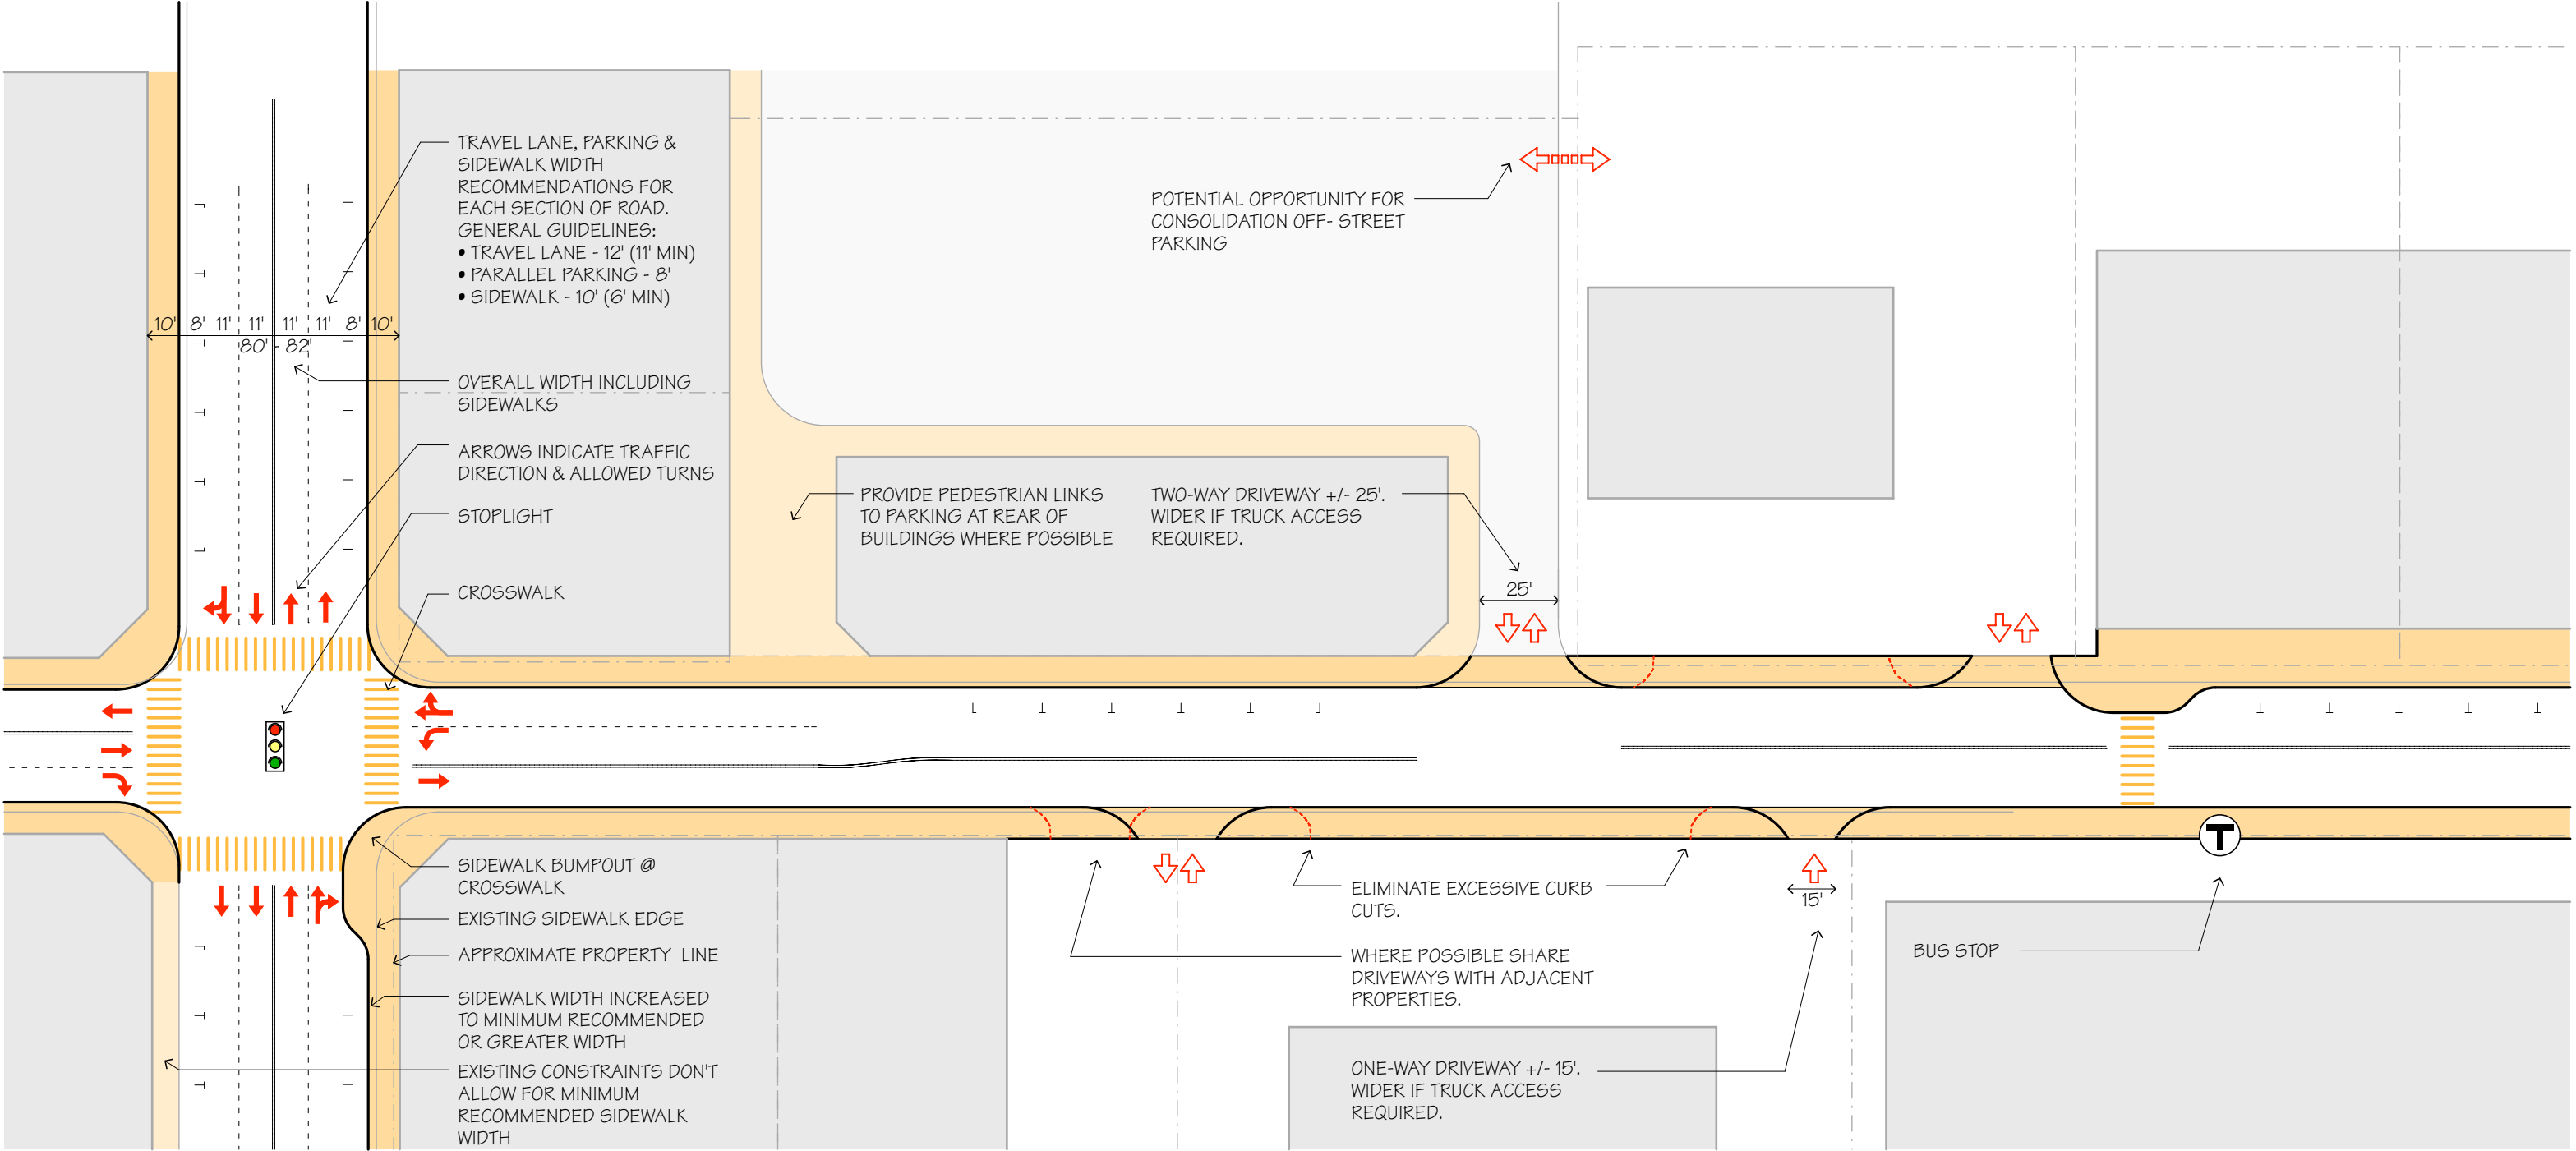 TRAVEL LANE, PARKING &
SIDEWALK WIDTH
RECOMMENDATIONS FOR
EACH SECTION OF ROAD.
GENERAL GUIDELINES:
• TRAVEL LANE - 12' (11' MIN)
• PARALLEL PARKING - 8'
• SIDEWALK - 10' (6' MIN)
10' 8' 11' 11' 11' 11' 8' 10'
80' - 82'
OVERALL WIDTH INCLUDING
SIDEWALKS
ARROWS INDICATE TRAFFIC
DIRECTION & ALLOWED TURNS
STOPLIGHT
CROSSWALK
POTENTIAL OPPORTUNITY FOR
CONSOLIDATION OFF- STREET
PARKING
PROVIDE PEDESTRIAN LINKS
TO PARKING AT REAR OF
BUILDINGS WHERE POSSIBLE
TWO-WAY DRIVEWAY +/- 25'.
WIDER IF TRUCK ACCESS
REQUIRED.
25'
SIDEWALK BUMPOUT @
CROSSWALK
EXISTING SIDEWALK EDGE
APPROXIMATE PROPERTY LINE
SIDEWALK WIDTH INCREASED
TO MINIMUM RECOMMENDED
OR GREATER WIDTH
EXISTING CONSTRAINTS DON'T
ALLOW FOR MINIMUM
RECOMMENDED SIDEWALK
WIDTH
ELIMINATE EXCESSIVE CURB
CUTS.
WHERE POSSIBLE SHARE
DRIVEWAYS WITH ADJACENT
PROPERTIES.
15'
ONE-WAY DRIVEWAY +/- 15'.
WIDER IF TRUCK ACCESS
REQUIRED.
T
BUS STOP